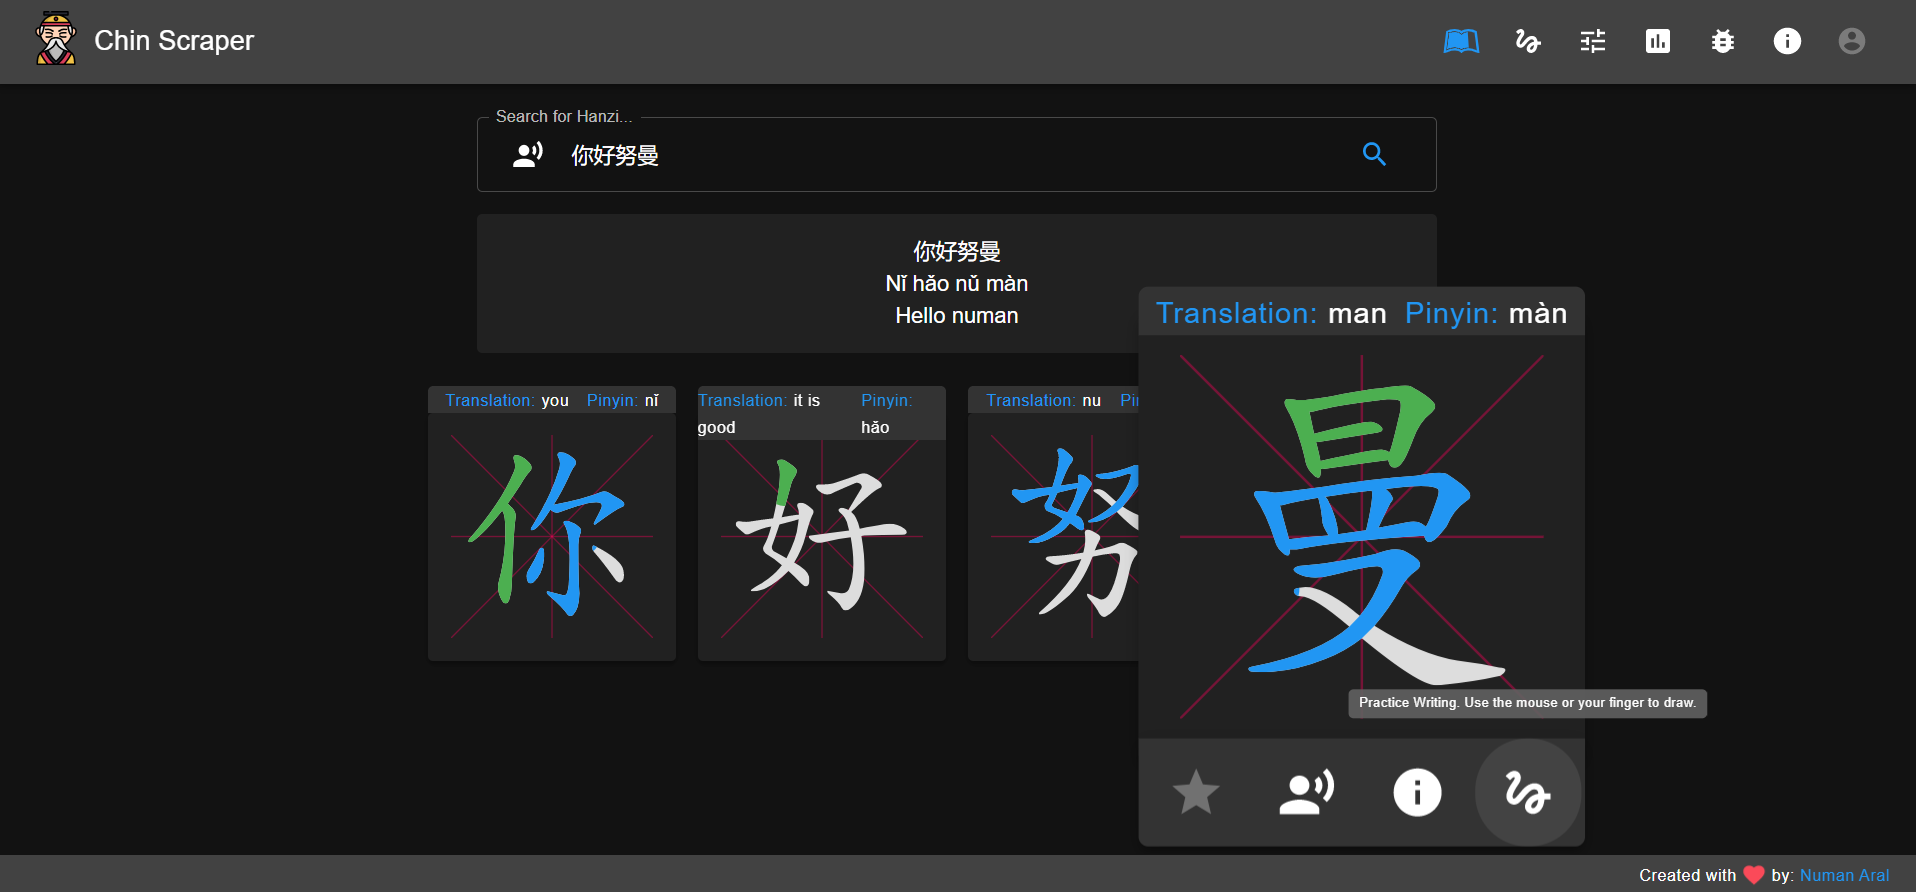 Chin Scraper
Search for Hanzi...
你好努曼
你好努曼
Nǐ hǎo nǔ màn
Hello numan
Translation: you Pinyin: nǐ
你
Translation: it is good Pinyin: hǎo
好
Translation: nu
努
Translation: man Pinyin: màn
曼
Practice Writing. Use the mouse or your finger to draw.
Created with by: Numan Aral